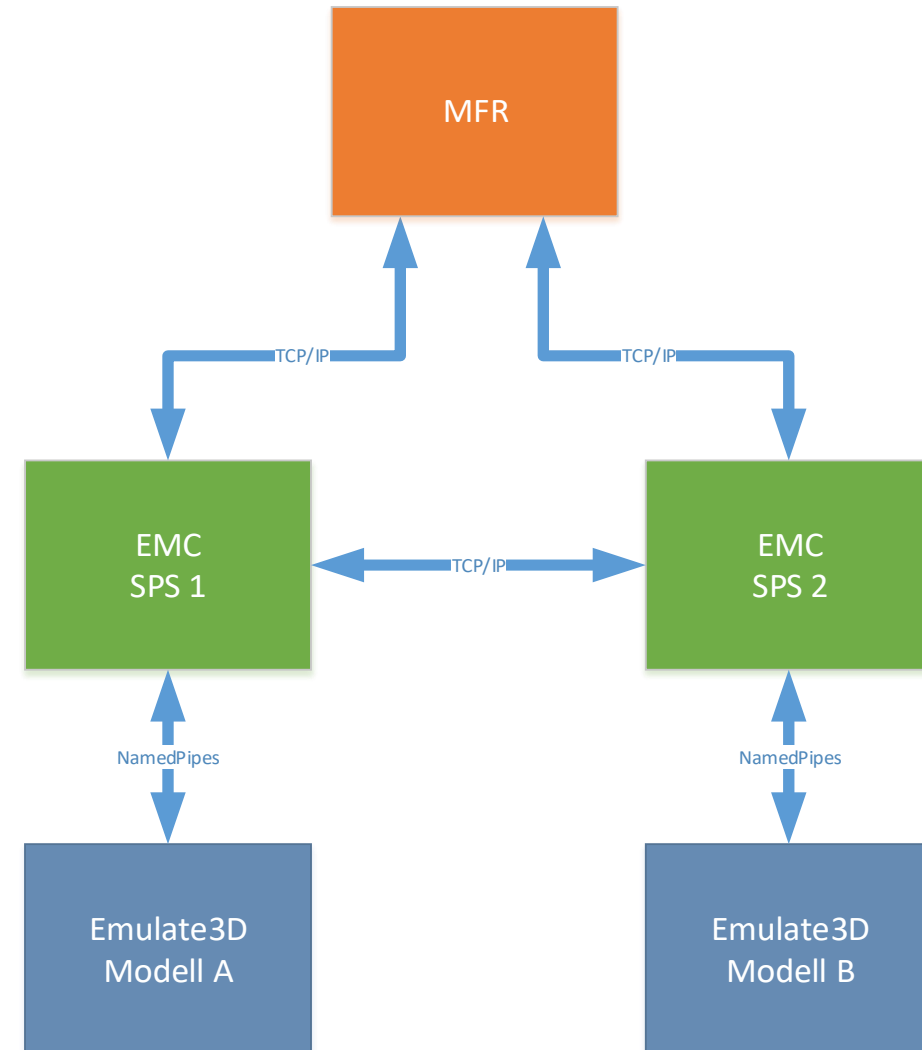 MFR
TCP/IP
TCP/IP
EMC
SPS 1
TCP/IP
EMC
SPS 2
NamedPipes
NamedPipes
Emulate3D
Modell A
Emulate3D
Modell B